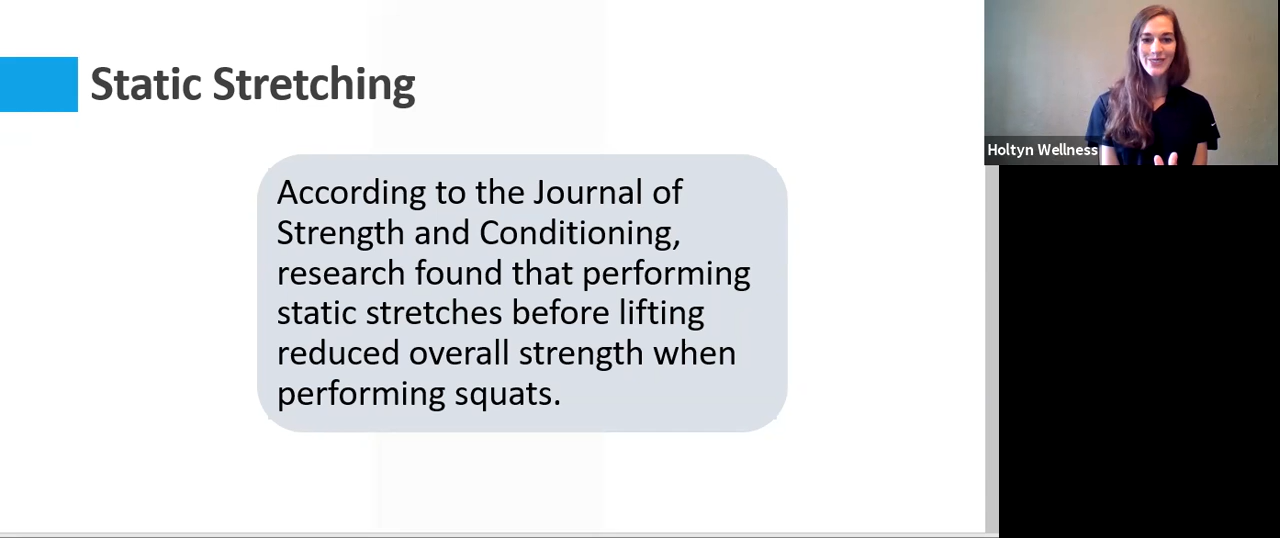 Static Stretching
According to the Journal of
Strength and Conditioning,
research found that performing
static stretches before lifting
reduced overall strength when
performing squats.
Holtyn Wellness